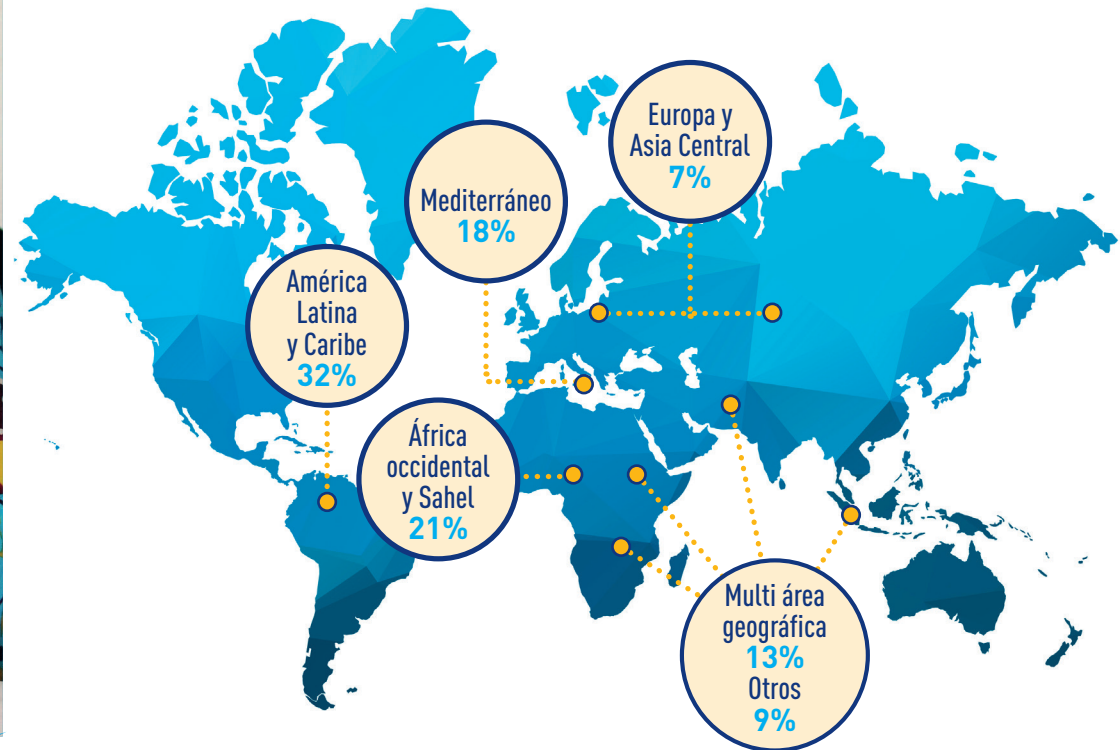 Europa y
Asia Central
7%
Mediterráneo
18%
América
Latina
y Caribe
32%
África
occidental
y Sahel
21%
Multi área
geográfica
13%
Otros
9%